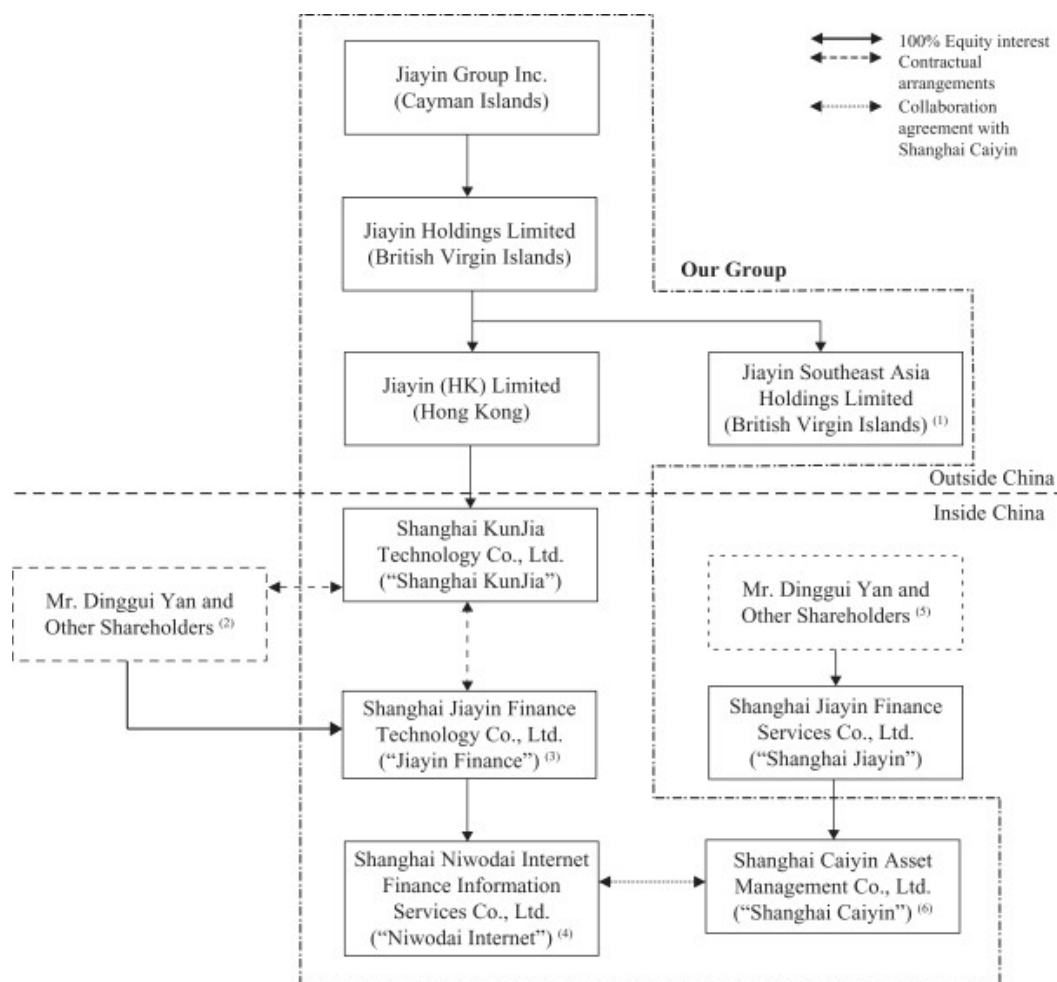 Jiayin Group Inc.
(Cayman Islands)
100% Equity interest
Contractual
arrangements
Collaboration
agreement with
Shanghai Caiyin
Jiayin Holdings Limited
(British Virgin Islands)
Our Group
Jiayin (HK) Limited
(Hong Kong)
Jiayin Southeast Asia
Holdings Limited
(British Virgin Islands) (1)
Outside China
Inside China
Shanghai KunJia
Technology Co., Ltd.
(“Shanghai KunJia”)
Mr. Dinggui Yan and
Other Shareholders (2)
Mr. Dinggui Yan and
Other Shareholders (5)
Shanghai Jiayin Finance
Technology Co., Ltd.
(“Jiayin Finance”) (3)
Shanghai Jiayin Finance
Services Co., Ltd.
(“Shanghai Jiayin”)
Shanghai Niwodai Internet
Finance Information
Services Co., Ltd.
(“Niwodai Internet”) (4)
Shanghai Caiyin Asset
Management Co., Ltd.
(“Shanghai Caiyin”) (6)